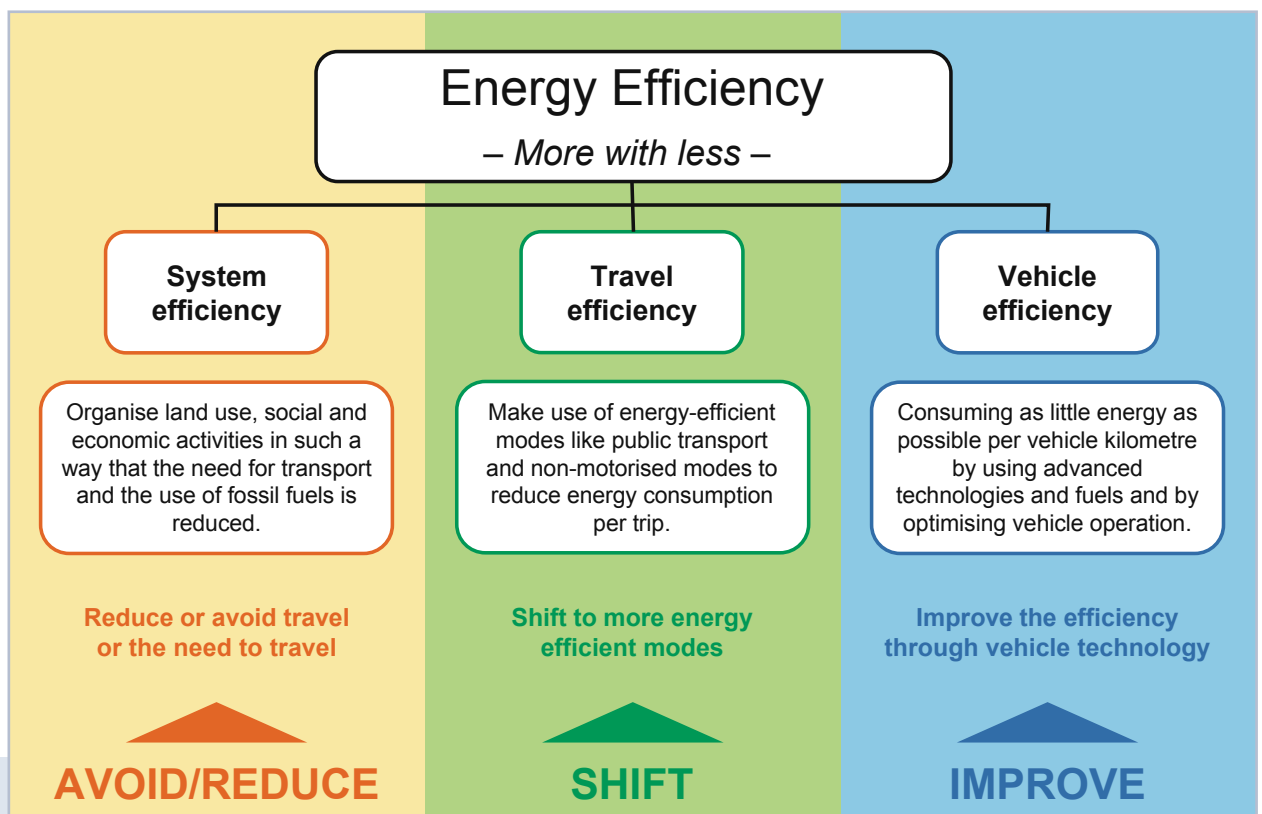 Energy Efficiency
– More with less –
System
efficiency
Organise land use, social and
economic activities in such a
way that the need for transport
and the use of fossil fuels is
reduced.
Reduce or avoid travel
or the need to travel
AVOID/REDUCE
Travel
efficiency
Make use of energy-efficient
modes like public transport
and non-motorised modes to
reduce energy consumption
per trip.
Shift to more energy
efficient modes
SHIFT
Vehicle
efficiency
Consuming as little energy as
possible per vehicle kilometre
by using advanced
technologies and fuels and by
optimising vehicle operation.
Improve the efficiency
through vehicle technology
IMPROVE